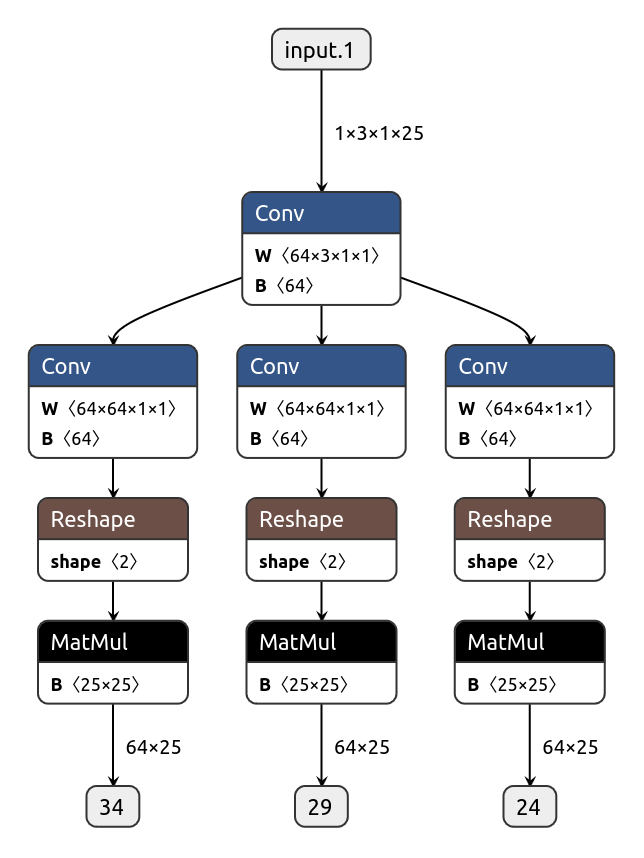 input.1
1×3×1×25
Conv
W〈64×3×1×1〉
B〈64〉
Conv
W〈64×64×1×1〉
B〈64〉
Conv
W〈64×64×1×1〉
B〈64〉
Conv
W〈64×64×1×1〉
B〈64〉
Reshape
shape〈2〉
Reshape
shape〈2〉
Reshape
shape〈2〉
MatMul
B〈25×25〉
MatMul
B〈25×25〉
MatMul
B〈25×25〉
64×25
64×25
64×25
34
29
24